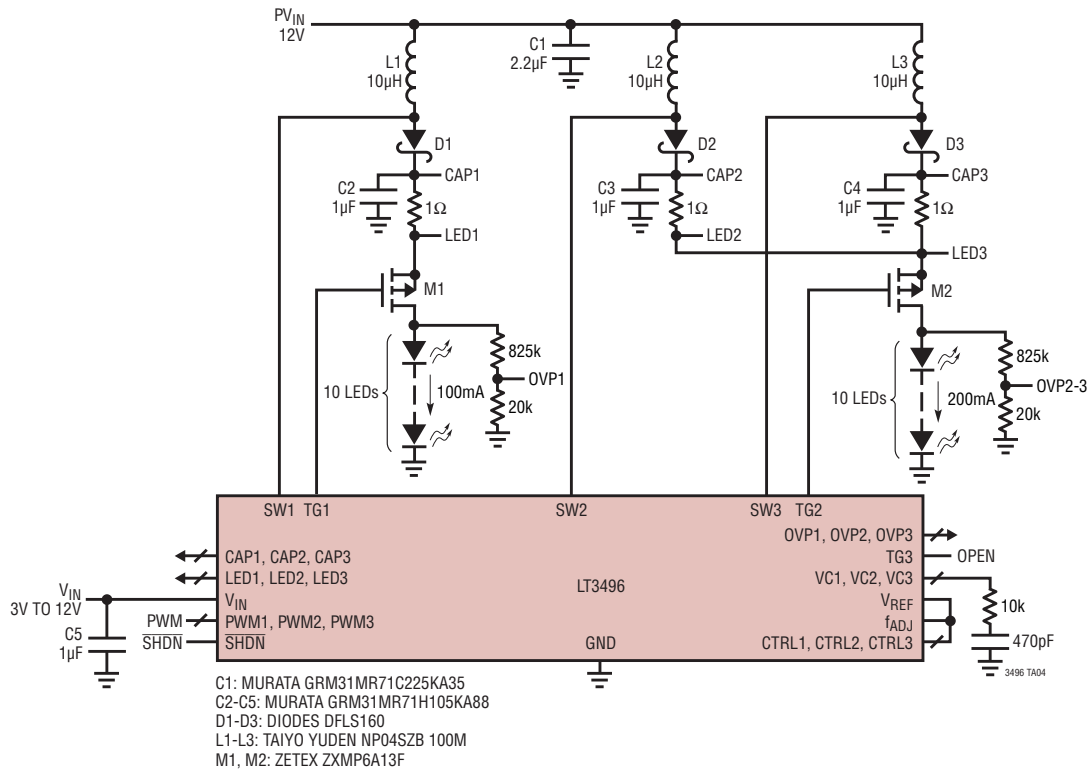 PVIN
12V
L1
10µH
C1
2.2µF
L2
10µH
L3
10µH
D1
D2
D3
C2
1µF
CAP1
1Ω
LED1
C3
1µF
CAP2
1Ω
LED2
C4
1µF
CAP3
1Ω
LED3
M1
M2
10 LEDs
100mA
825k
OVP1
20k
10 LEDs
200mA
825k
OVP2-3
20k
SW1 TG1
SW2
SW3 TG2
CAP1, CAP2, CAP3
LED1, LED2, LED3
VIN
3V TO 12V
VIN
PWM
PWM1, PWM2, PWM3
SHDN
SHDN
C5
1µF
LT3496
GND
OVP1, OVP2, OVP3
TG3
OPEN
VC1, VC2, VC3
VREF
fADJ
CTRL1, CTRL2, CTRL3
10k
470pF
3496 TA04
C1: MURATA GRM31MR71C225KA35
C2-C5: MURATA GRM31MR71H105KA88
D1-D3: DIODES DFLS160
L1-L3: TAIYO YUDEN NP04SZB 100M
M1, M2: ZETEX ZXMP6A13F